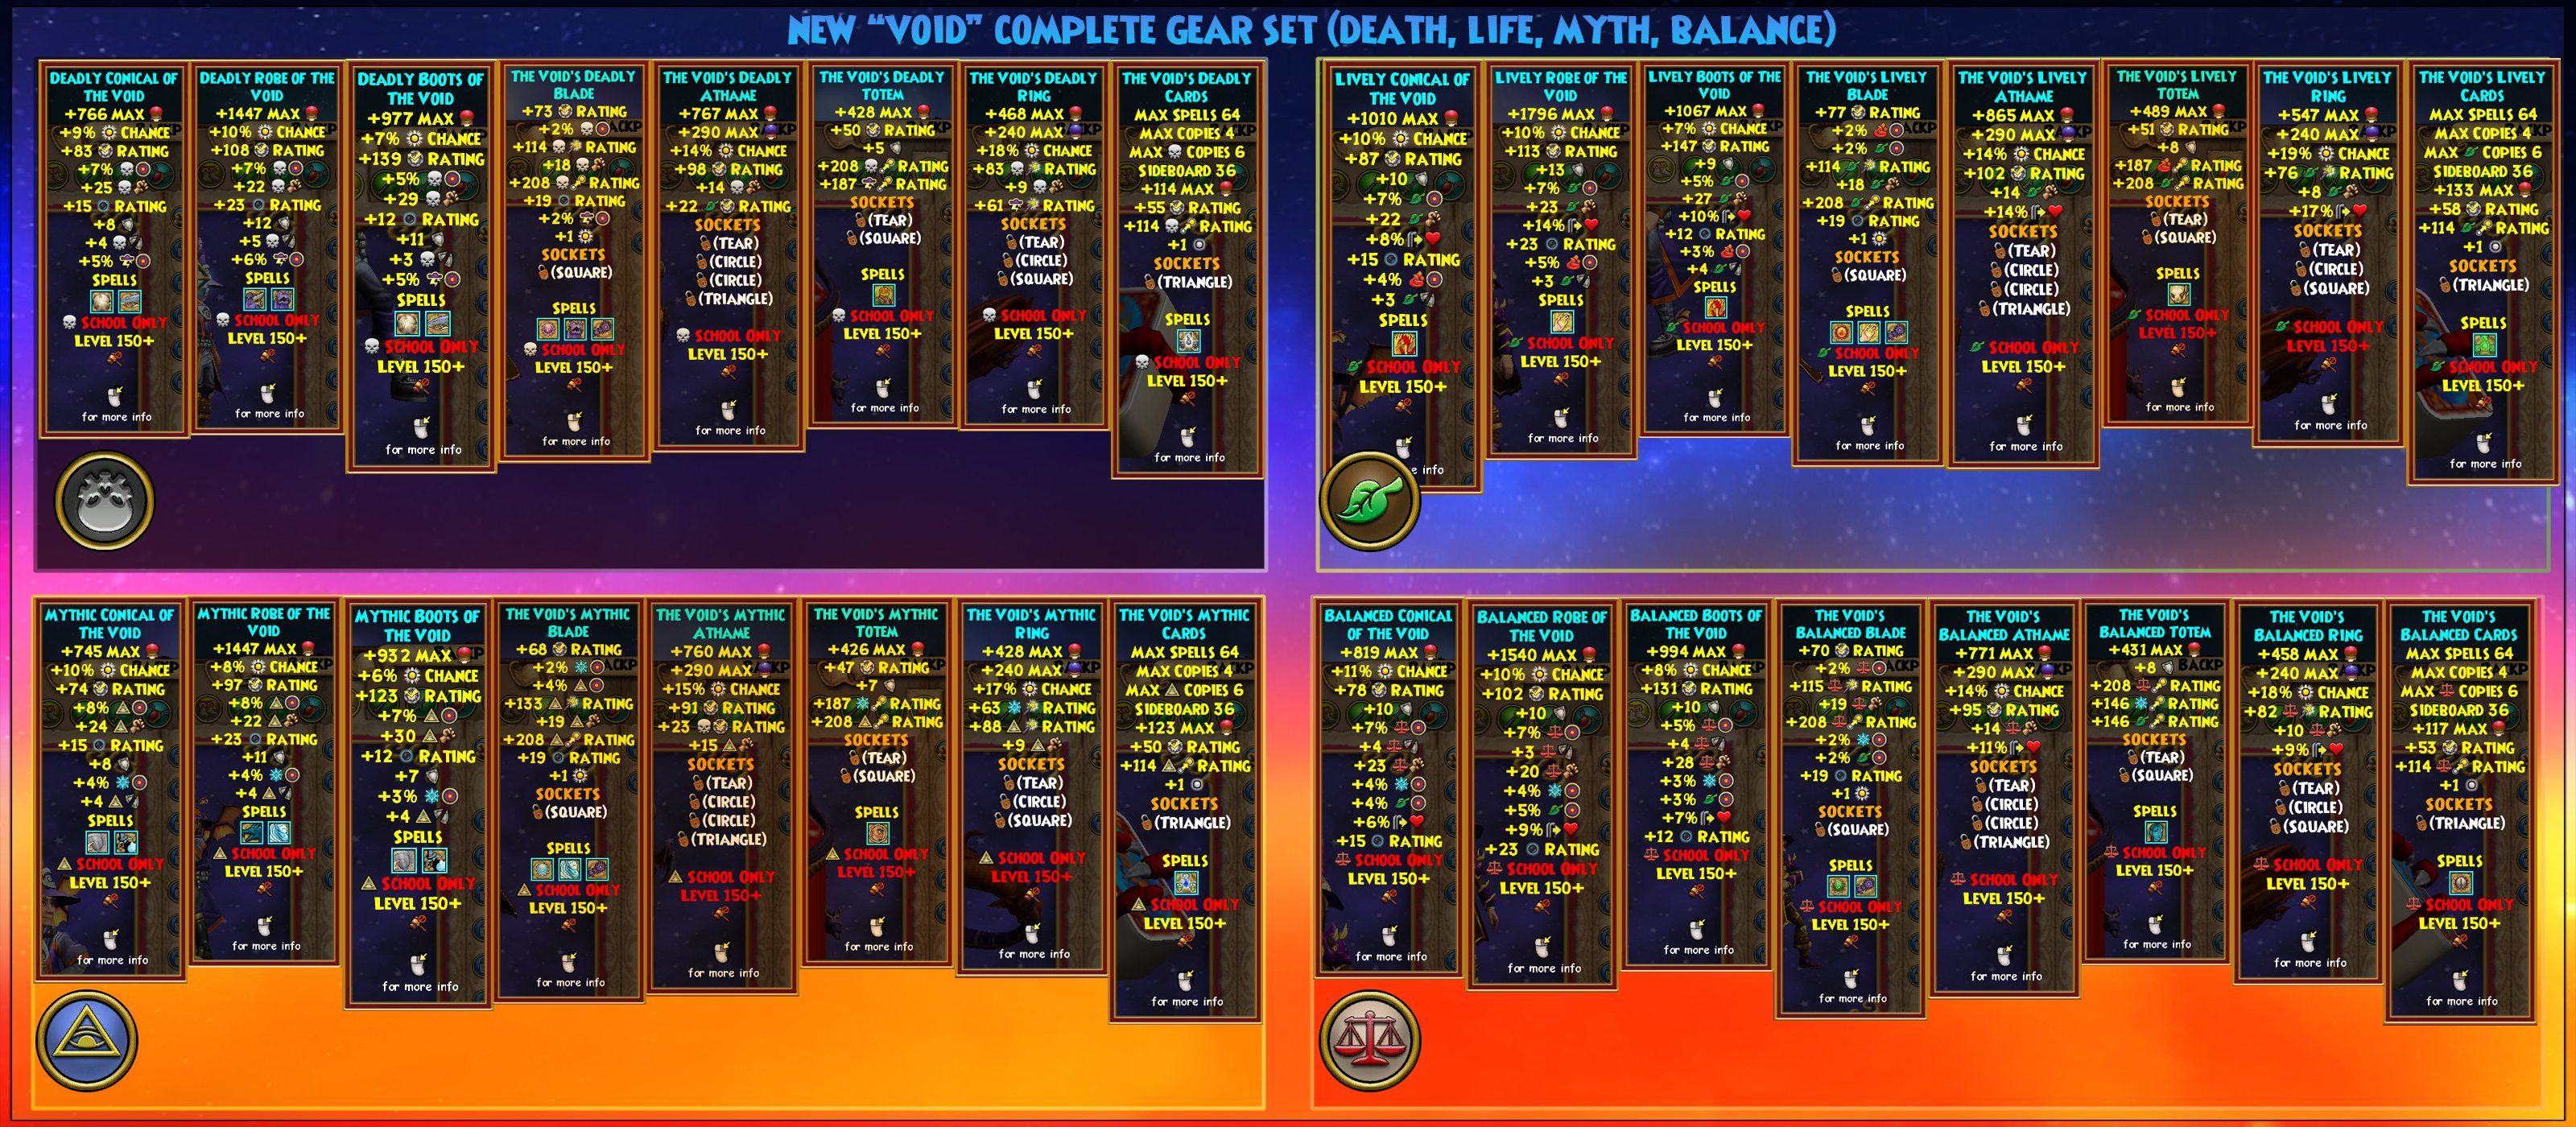 NEW "VOID" COMPLETE GEAR SET (DEATH, LIFE, MYTH, BALANCE)
DEADLY CONICAL OF
THE VOID
+766 MAX
+9% CHANCE
+83 RATING
+7%
+25
+15 RATING
+8
+4
+5%
SPELLS
SCHOOL ONLY
LEVEL 150+
for more info
DEADLY ROBE OF THE
VOID
+1447 MAX
+10% CHANCE
+108 RATING
+7%
+22
+23 RATING
+12
+5
+6%
SPELLS
SCHOOL ONLY
LEVEL 150+
for more info
DEADLY BOOTS OF
THE VOID
+977 MAX
+7% CHANCE
+139 RATING
+5%
+29
+12 RATING
+11
+3
+5%
SPELLS
SCHOOL ONLY
LEVEL 150+
for more info
THE VOID'S DEADLY
BLADE
+73 RATING
+2%
+114 RATING
+18
+208 RATING
+19 RATING
+2%
+1
SOCKETS
(SQUARE)
SPELLS
SCHOOL ONLY
LEVEL 150+
for more info
THE VOID'S DEADLY
ATHAME
+767 MAX
+290 MAX
+14% CHANCE
+98 RATING
+14
+22 RATING
SOCKETS
(TEAR)
(CIRCLE)
(CIRCLE)
(TRIANGLE)
SCHOOL ONLY
LEVEL 150+
for more info
THE VOID'S DEADLY
TOTEM
+428 MAX
+50 RATING
+5
+208 RATING
+187 RATING
SOCKETS
(TEAR)
(SQUARE)
SPELLS
SCHOOL ONLY
LEVEL 150+
for more info
THE VOID'S DEADLY
RING
+468 MAX
+240 MAX
+18% CHANCE
+83 RATING
+9
+61 RATING
SOCKETS
(TEAR)
(CIRCLE)
(SQUARE)
SCHOOL ONLY
LEVEL 150+
for more info
THE VOID'S DEADLY
CARDS
MAX SPELLS 64
MAX COPIES 4
MAX COPIES 6
SIDEBOARD 36
+114 MAX
+55 RATING
+114 RATING
+1
SOCKETS
(TRIANGLE)
SPELLS
SCHOOL ONLY
LEVEL 150+
for more info
LIVELY CONICAL OF
THE VOID
+1010 MAX
+10% CHANCE
+87 RATING
+10
+7%
+22
+8%
+15 RATING
+4%
+3
SPELLS
SCHOOL ONLY
LEVEL 150+
e info
LIVELY ROBE OF THE
VOID
+1796 MAX
+10% CHANCE
+113 RATING
+13
+7%
+23
+14%
+23 RATING
+5%
+3
SPELLS
SCHOOL ONLY
LEVEL 150+
for more info
LIVELY BOOTS OF THE
VOID
+1067 MAX
+7% CHANCE
+147 RATING
+9
+5%
+27
+10%
+12 RATING
+3%
+4
SPELLS
SCHOOL ONLY
LEVEL 150+
for more info
THE VOID'S LIVELY
BLADE
+77 RATING
+2%
+2%
+114 RATING
+18
+208 RATING
+19 RATING
+1
SOCKETS
(SQUARE)
SPELLS
SCHOOL ONLY
LEVEL 150+
for more info
THE VOID'S LIVELY
ATHAME
+865 MAX
+290 MAX
+14% CHANCE
+102 RATING
+14
+14%
SOCKETS
(TEAR)
(CIRCLE)
(CIRCLE)
(TRIANGLE)
SCHOOL ONLY
LEVEL 150+
for more info
THE VOID'S LIVELY
TOTEM
+489 MAX
+51 RATING
+8
+187 RATING
+208 RATING
SOCKETS
(TEAR)
(SQUARE)
SPELLS
SCHOOL ONLY
LEVEL 150+
for more info
THE VOID'S LIVELY
RING
+547 MAX
+240 MAX
+19% CHANCE
+76 RATING
+8
+17%
SOCKETS
(TEAR)
(CIRCLE)
(SQUARE)
SCHOOL ONLY
LEVEL 150+
for more info
THE VOID'S LIVELY
CARDS
MAX SPELLS 64
MAX COPIES 4
MAX COPIES 6
SIDEBOARD 36
+133 MAX
+58 RATING
+114 RATING
+1
SOCKETS
(TRIANGLE)
SPELLS
SCHOOL ONLY
LEVEL 150+
for more info
MYTHIC CONICAL OF
THE VOID
+745 MAX
+10% CHANCE
+74 RATING
+8%
+24
+15 RATING
+8
+4%
+4
SPELLS
SCHOOL ONLY
LEVEL 150+
for more info
MYTHIC ROBE OF THE
VOID
+1447 MAX
+8% CHANCE
+97 RATING
+8%
+22
+23 RATING
+11
+4%
+4
SPELLS
SCHOOL ONLY
LEVEL 150+
for more info
MYTHIC BOOTS OF
THE VOID
+932 MAX
+6% CHANCE
+123 RATING
+7%
+30
+12 RATING
+7
+3%
+4
SPELLS
SCHOOL ONLY
LEVEL 150+
for more info
THE VOID'S MYTHIC
BLADE
+68 RATING
+2%
+4%
+133 RATING
+19
+208 RATING
+19 RATING
+1
SOCKETS
(SQUARE)
SPELLS
SCHOOL ONLY
LEVEL 150+
for more info
THE VOID'S MYTHIC
ATHAME
+760 MAX
+290 MAX
+15% CHANCE
+91 RATING
+23 RATING
+15
SOCKETS
(TEAR)
(CIRCLE)
(CIRCLE)
(TRIANGLE)
SCHOOL ONLY
LEVEL 150+
for more info
THE VOID'S MYTHIC
TOTEM
+426 MAX
+47 RATING
+7
+187 RATING
+208 RATING
SOCKETS
(TEAR)
(SQUARE)
SPELLS
SCHOOL ONLY
LEVEL 150+
for more info
THE VOID'S MYTHIC
RING
+428 MAX
+240 MAX
+17% CHANCE
+63 RATING
+88 RATING
+9
SOCKETS
(TEAR)
(CIRCLE)
(SQUARE)
SCHOOL ONLY
LEVEL 150+
for more info
THE VOID'S MYTHIC
CARDS
MAX SPELLS 64
MAX COPIES 4
MAX COPIES 6
SIDEBOARD 36
+123 MAX
+50 RATING
+114 RATING
+1
SOCKETS
(TRIANGLE)
SPELLS
SCHOOL ONLY
LEVEL 150+
for more info
BALANCED CONICAL
OF THE VOID
+819 MAX
+11% CHANCE
+78 RATING
+10
+7%
+4
+23
+4%
+4%
+6%
+15 RATING
SCHOOL ONLY
LEVEL 150+
for more info
BALANCED ROBE OF
THE VOID
+1540 MAX
+10% CHANCE
+102 RATING
+10
+7%
+3
+20
+4%
+5%
+9%
+23 RATING
SCHOOL ONLY
LEVEL 150+
for more info
BALANCED BOOTS OF
THE VOID
+994 MAX
+8% CHANCE
+131 RATING
+10
+5%
+4
+28
+3%
+3%
+7%
+12 RATING
SCHOOL ONLY
LEVEL 150+
for more info
THE VOID'S
BALANCED BLADE
+70 RATING
+2%
+115 RATING
+19
+208 RATING
+2%
+2%
+19 RATING
+1
SOCKETS
(SQUARE)
SPELLS
SCHOOL ONLY
LEVEL 150+
for more info
THE VOID'S
BALANCED ATHAME
+771 MAX
+290 MAX
+14% CHANCE
+95 RATING
+14
+11%
SOCKETS
(TEAR)
(CIRCLE)
(CIRCLE)
(TRIANGLE)
SCHOOL ONLY
LEVEL 150+
for more info
THE VOID'S
BALANCED TOTEM
+431 MAX
+8 BACKP
+208 RATING
+146 RATING
+146 RATING
SOCKETS
(TEAR)
(SQUARE)
SPELLS
SCHOOL ONLY
LEVEL 150+
for more info
THE VOID'S
BALANCED RING
+458 MAX
+240 MAX
+18% CHANCE
+82 RATING
+10
+9%
SOCKETS
(TEAR)
(CIRCLE)
(SQUARE)
SCHOOL ONLY
LEVEL 150+
for more info
THE VOID'S
BALANCED CARDS
MAX SPELLS 64
MAX COPIES 4
MAX COPIES 6
SIDEBOARD 36
+117 MAX
+53 RATING
+114 RATING
+1
SOCKETS
(TRIANGLE)
SPELLS
SCHOOL ONLY
LEVEL 150+
for more info